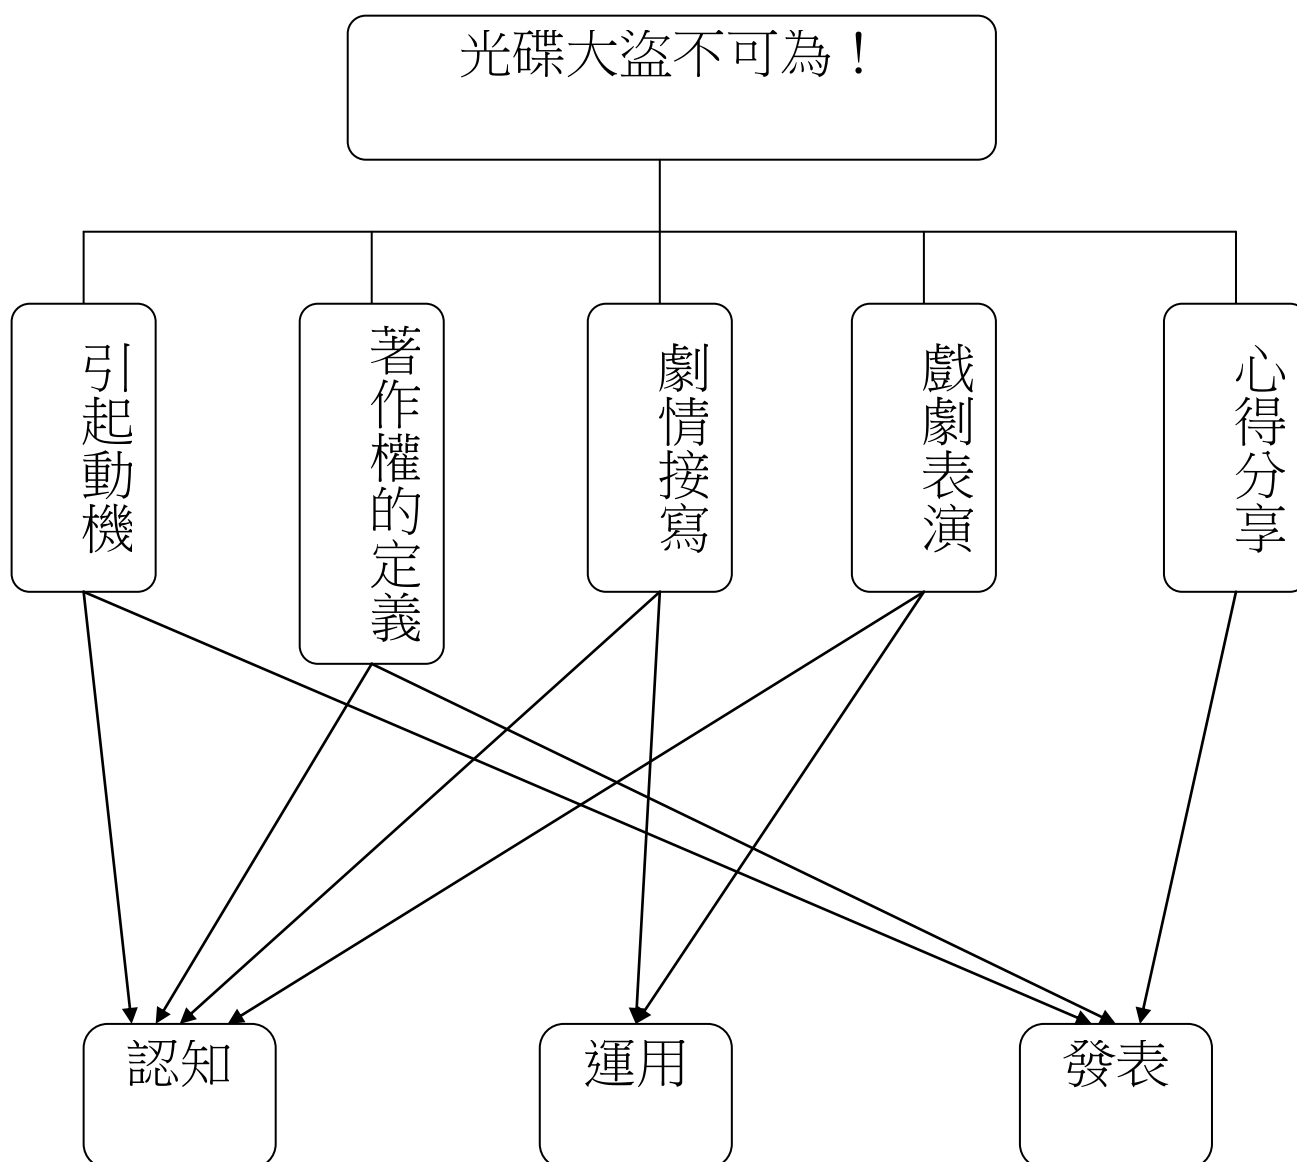 光碟大盜不可為！
引起動機
著作權的定義
劇情接寫
戲劇表演
心得分享
認知
運用
發表